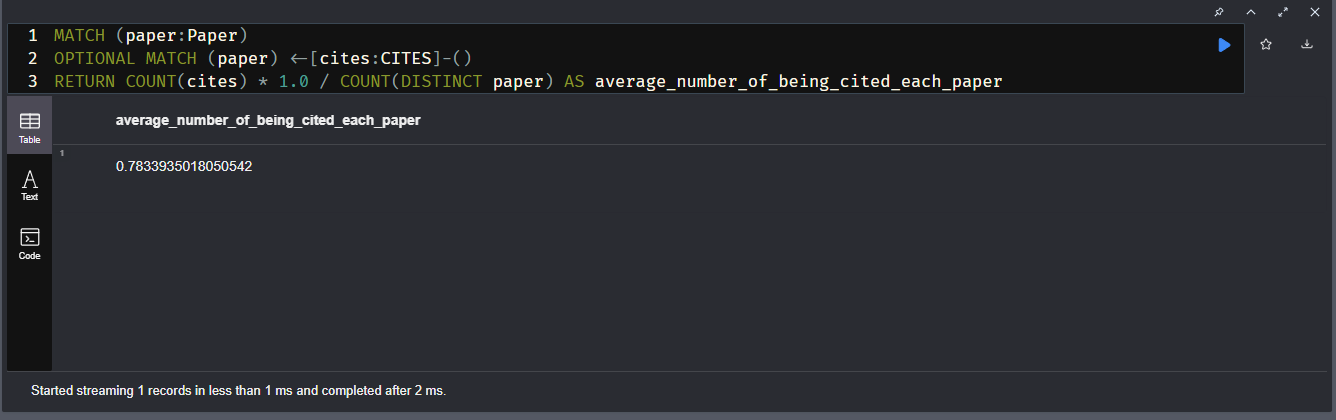 1 MATCH (paper:Paper)
2 OPTIONAL MATCH (paper) <-[cites:CITES]-()
3 RETURN COUNT(cites) * 1.0 / COUNT(DISTINCT paper) AS average_number_of_being_cited_each_paper
Table
average_number_of_being_cited_each_paper
1
0.7833935018050542
A
Text
Code
Started streaming 1 records in less than 1 ms and completed after 2 ms.